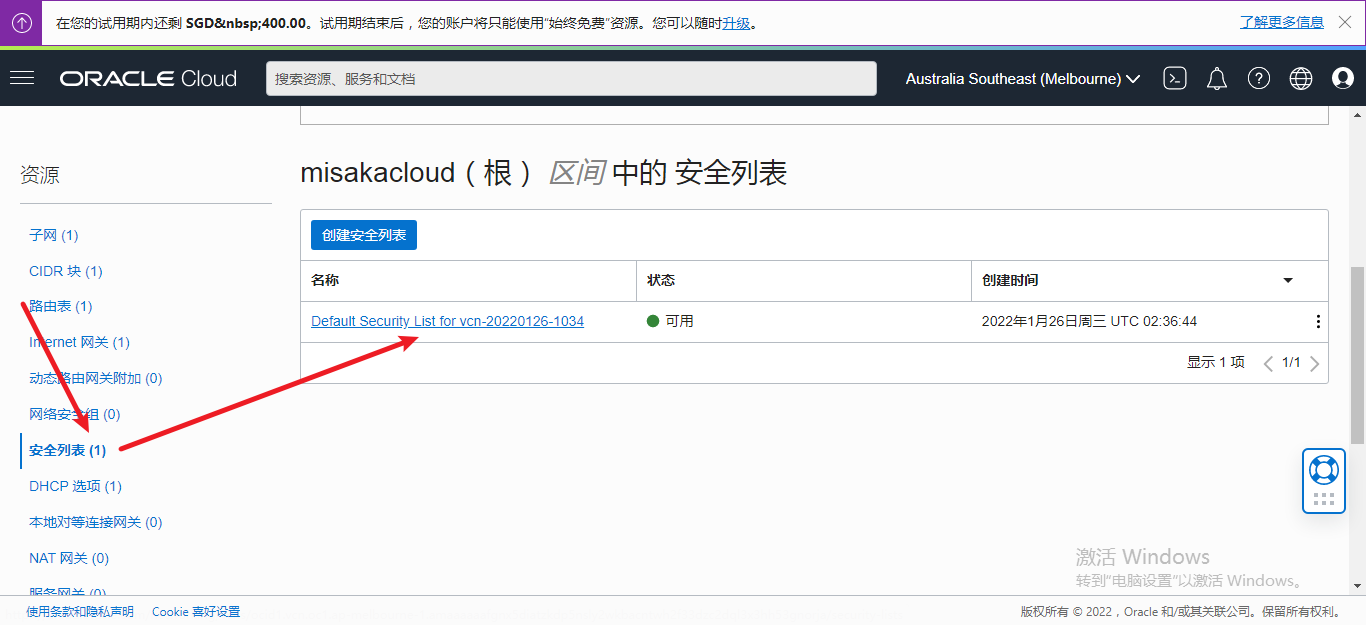 在您的试用期内还剩 SGD&nbsp;400.00。试用期结束后，您的账户将只能使用“始终免费”资源。您可以随时升级。
了解更多信息
ORACLE Cloud
搜索资源、服务和文档
Australia Southeast (Melbourne)
资源
子网 (1)
CIDR 块 (1)
路由表 (1)
Internet 网关 (1)
动态路由网关附加 (0)
网络安全组 (0)
安全列表 (1)
DHCP 选项 (1)
本地对等连接网关 (0)
NAT 网关 (0)
服务网关 (0)
misakacloud（根） 区间 中的 安全列表
创建安全列表
名称
状态
创建时间
Default Security List for vcn-20220126-1034
可用
2022年1月26日周三 UTC 02:36:44
显示 1 项
1/1
激活 Windows
转到“电脑设置”以激活 Windows。
使用条款和隐私声明
Cookie 喜好设置
版权所有 © 2022，Oracle 和/或其关联公司。保留所有权利。